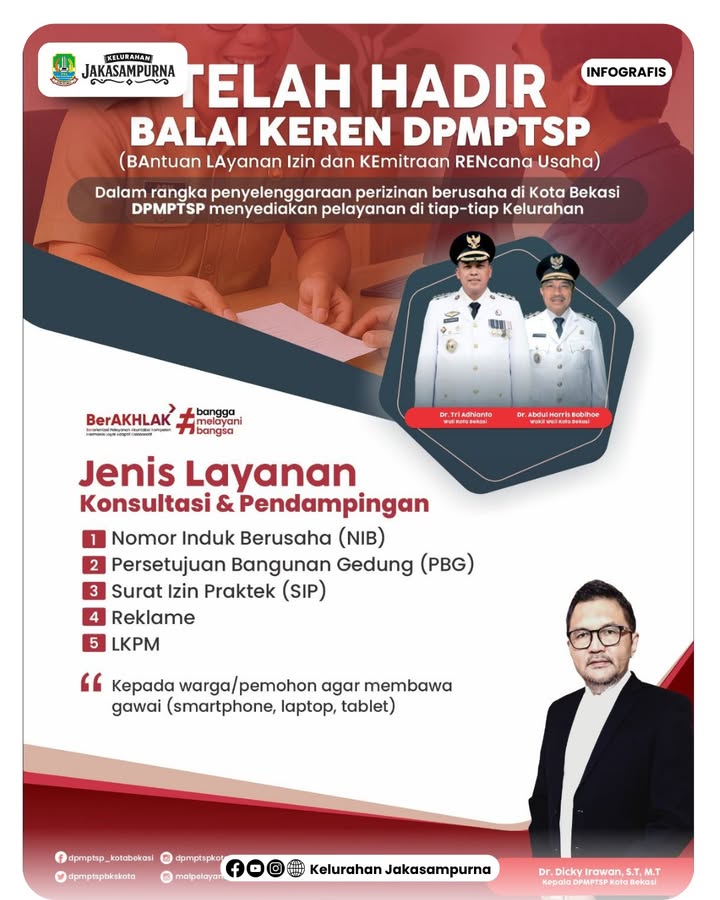 KELURAHAN
JAKASAMPURNA
INFOGRAFIS
TELAH HADIR
BALAI KEREN DPMPTSP
(BAntuan LAyanan Izin dan KEmitraan RENcana Usaha)
Dalam rangka penyelenggaraan perizinan berusaha di Kota Bekasi
DPMPTSP menyediakan pelayanan di tiap-tiap Kelurahan
Dr. Tri Adhianto
Wali Kota Bekasi
Dr. Abdul Harris Bobihoe
Wakil Wali Kota Bekasi
BerAKHLAK
#bangga
melayani
bangsa
Jenis Layanan
Konsultasi & Pendampingan
1 Nomor Induk Berusaha (NIB)
2 Persetujuan Bangunan Gedung (PBG)
3 Surat Izin Praktek (SIP)
4 Reklame
5 LKPM
“ Kepada warga/pemohon agar membawa
gawai (smartphone, laptop, tablet)
dpmptsp_kotabekasi
dpmptspkot
dpmptspbkskota
malpelayan
Kelurahan Jakasampurna
Dr. Dicky Irawan, S.T, M.T
Kepala DPMPTSP Kota Bekasi